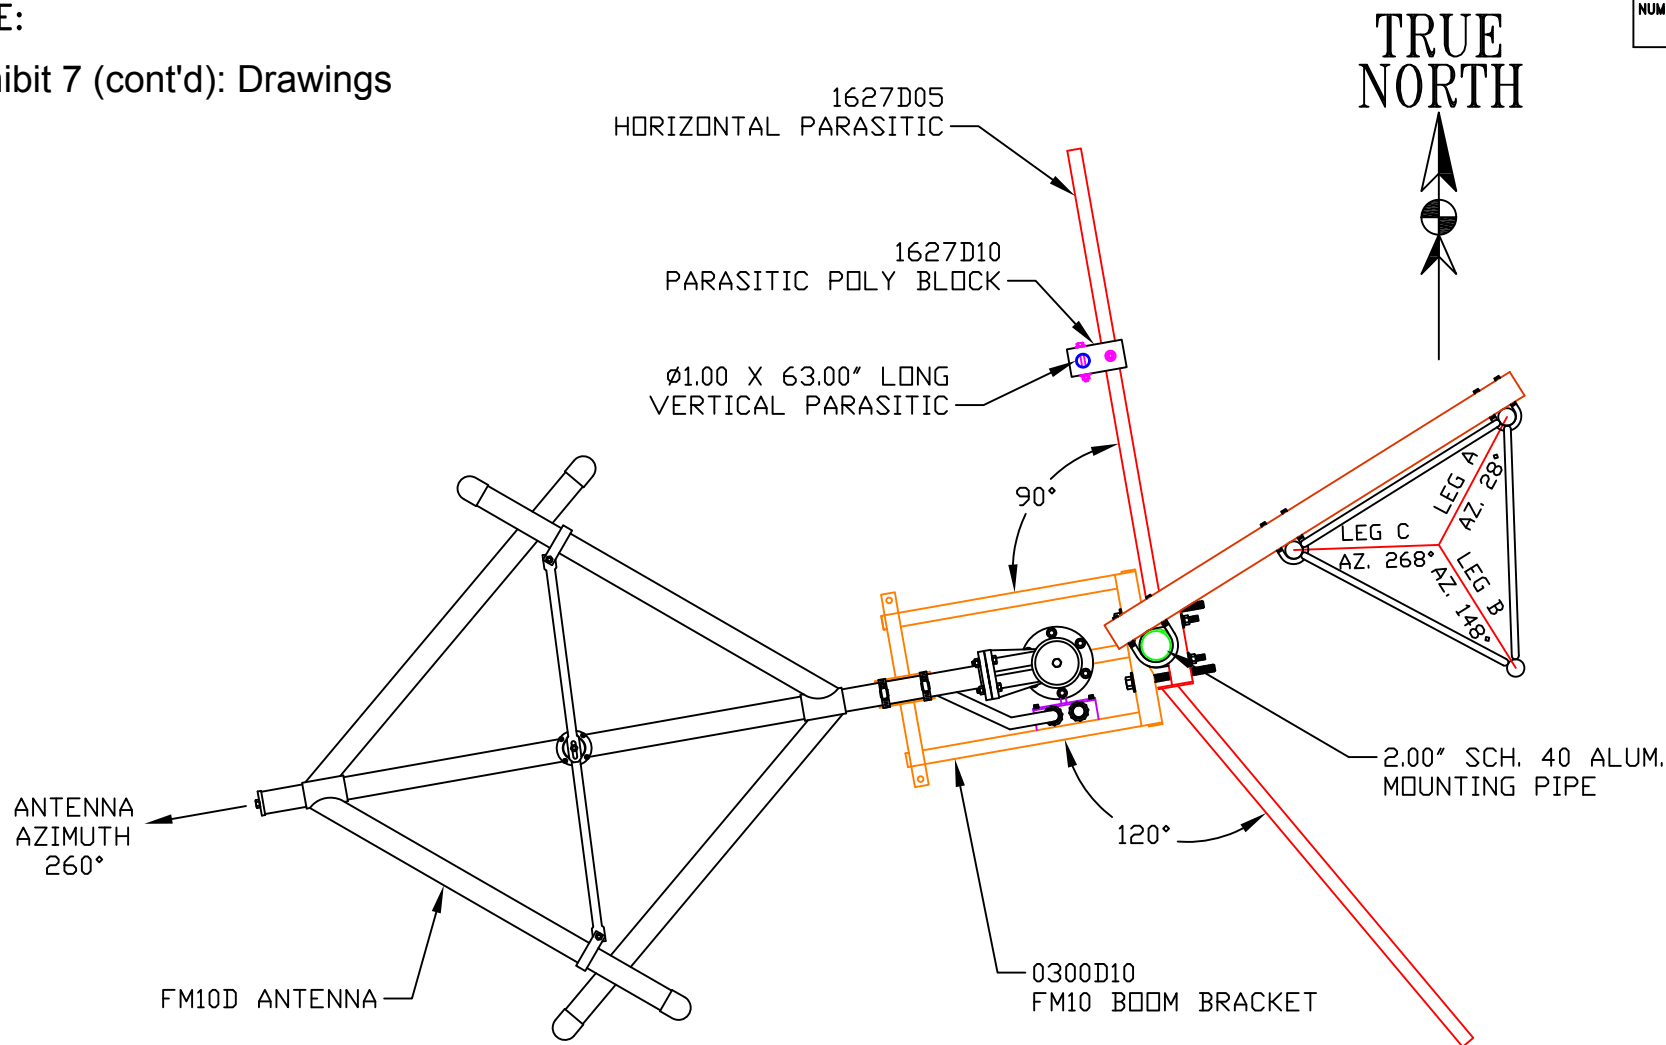 E:
NUM
TRUE
NORTH
ibit 7 (cont'd): Drawings
1627D05
HORIZONTAL PARASITIC
1627D10
PARASITIC POLY BLOCK
Ø1.00 X 63.00" LONG
VERTICAL PARASITIC
90°
LEG A
AZ. 28°
LEG C
AZ. 268°
LEG B
AZ. 148°
2.00" SCH. 40 ALUM.
MOUNTING PIPE
ANTENNA
AZIMUTH
260°
120°
0300D10
FM10 BOOM BRACKET
FM10D ANTENNA